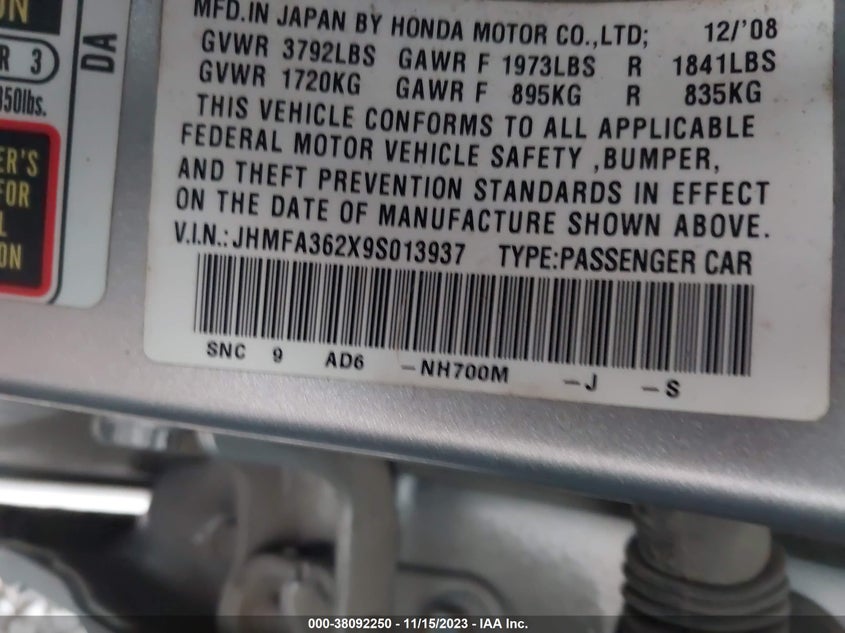 ON
R 3
850lbs.
DA
ER'S
FOR
L
ON
MFD.IN JAPAN BY HONDA MOTOR CO.,LTD; 12/'08
GVWR 3792LBS GAWR F 1973LBS R 1841LBS
GVWR 1720KG GAWR F 895KG R 835KG
THIS VEHICLE CONFORMS TO ALL APPLICABLE
FEDERAL MOTOR VEHICLE SAFETY ,BUMPER,
AND THEFT PREVENTION STANDARDS IN EFFECT
ON THE DATE OF MANUFACTURE SHOWN ABOVE.
V.I.N.:JHMFA362X9S013937 TYPE:PASSENGER CAR
SNC 9 AD6 -NH700M -J -S
000-38092250 - 11/15/2023 - IAA Inc.